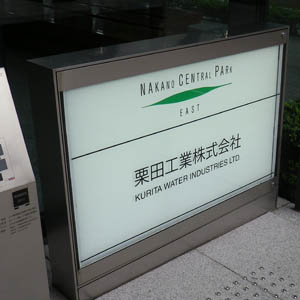 NAKANO CENTRAL PARK
EAST
栗田工業株式会社
KURITA WATER INDUSTRIES LTD.